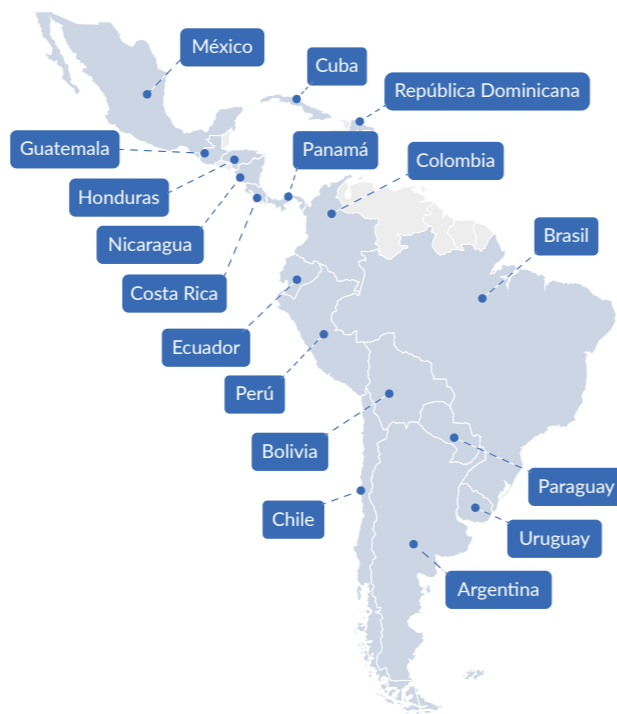 México
Cuba
República Dominicana
Guatemala
Panamá
Colombia
Honduras
Nicaragua
Brasil
Costa Rica
Ecuador
Perú
Bolivia
Paraguay
Chile
Uruguay
Argentina